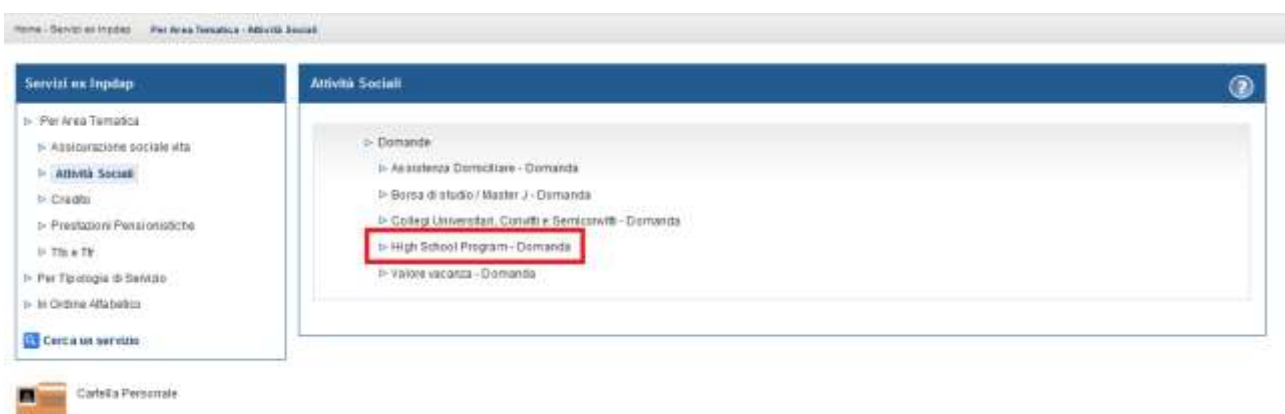 Home - Servizi ex Inpdap Per Area Tematica - Attività Sociali
Servizi ex Inpdap
Per Area Tematica
Assicurazione sociale vita
Attività Sociali
Credito
Prestazioni Pensionistiche
Tfs e Tfr
Per Tipologia di Servizio
In Ordine Alfabetico
Cerca un servizio
Cartella Personale
Attività Sociali
?
Domande
Assistenza Domiciliare - Domanda
Borsa di studio / Master J - Domanda
Collegi Universitari, Convitti e Semiconvitti - Domanda
High School Program - Domanda
Valore vacanza - Domanda